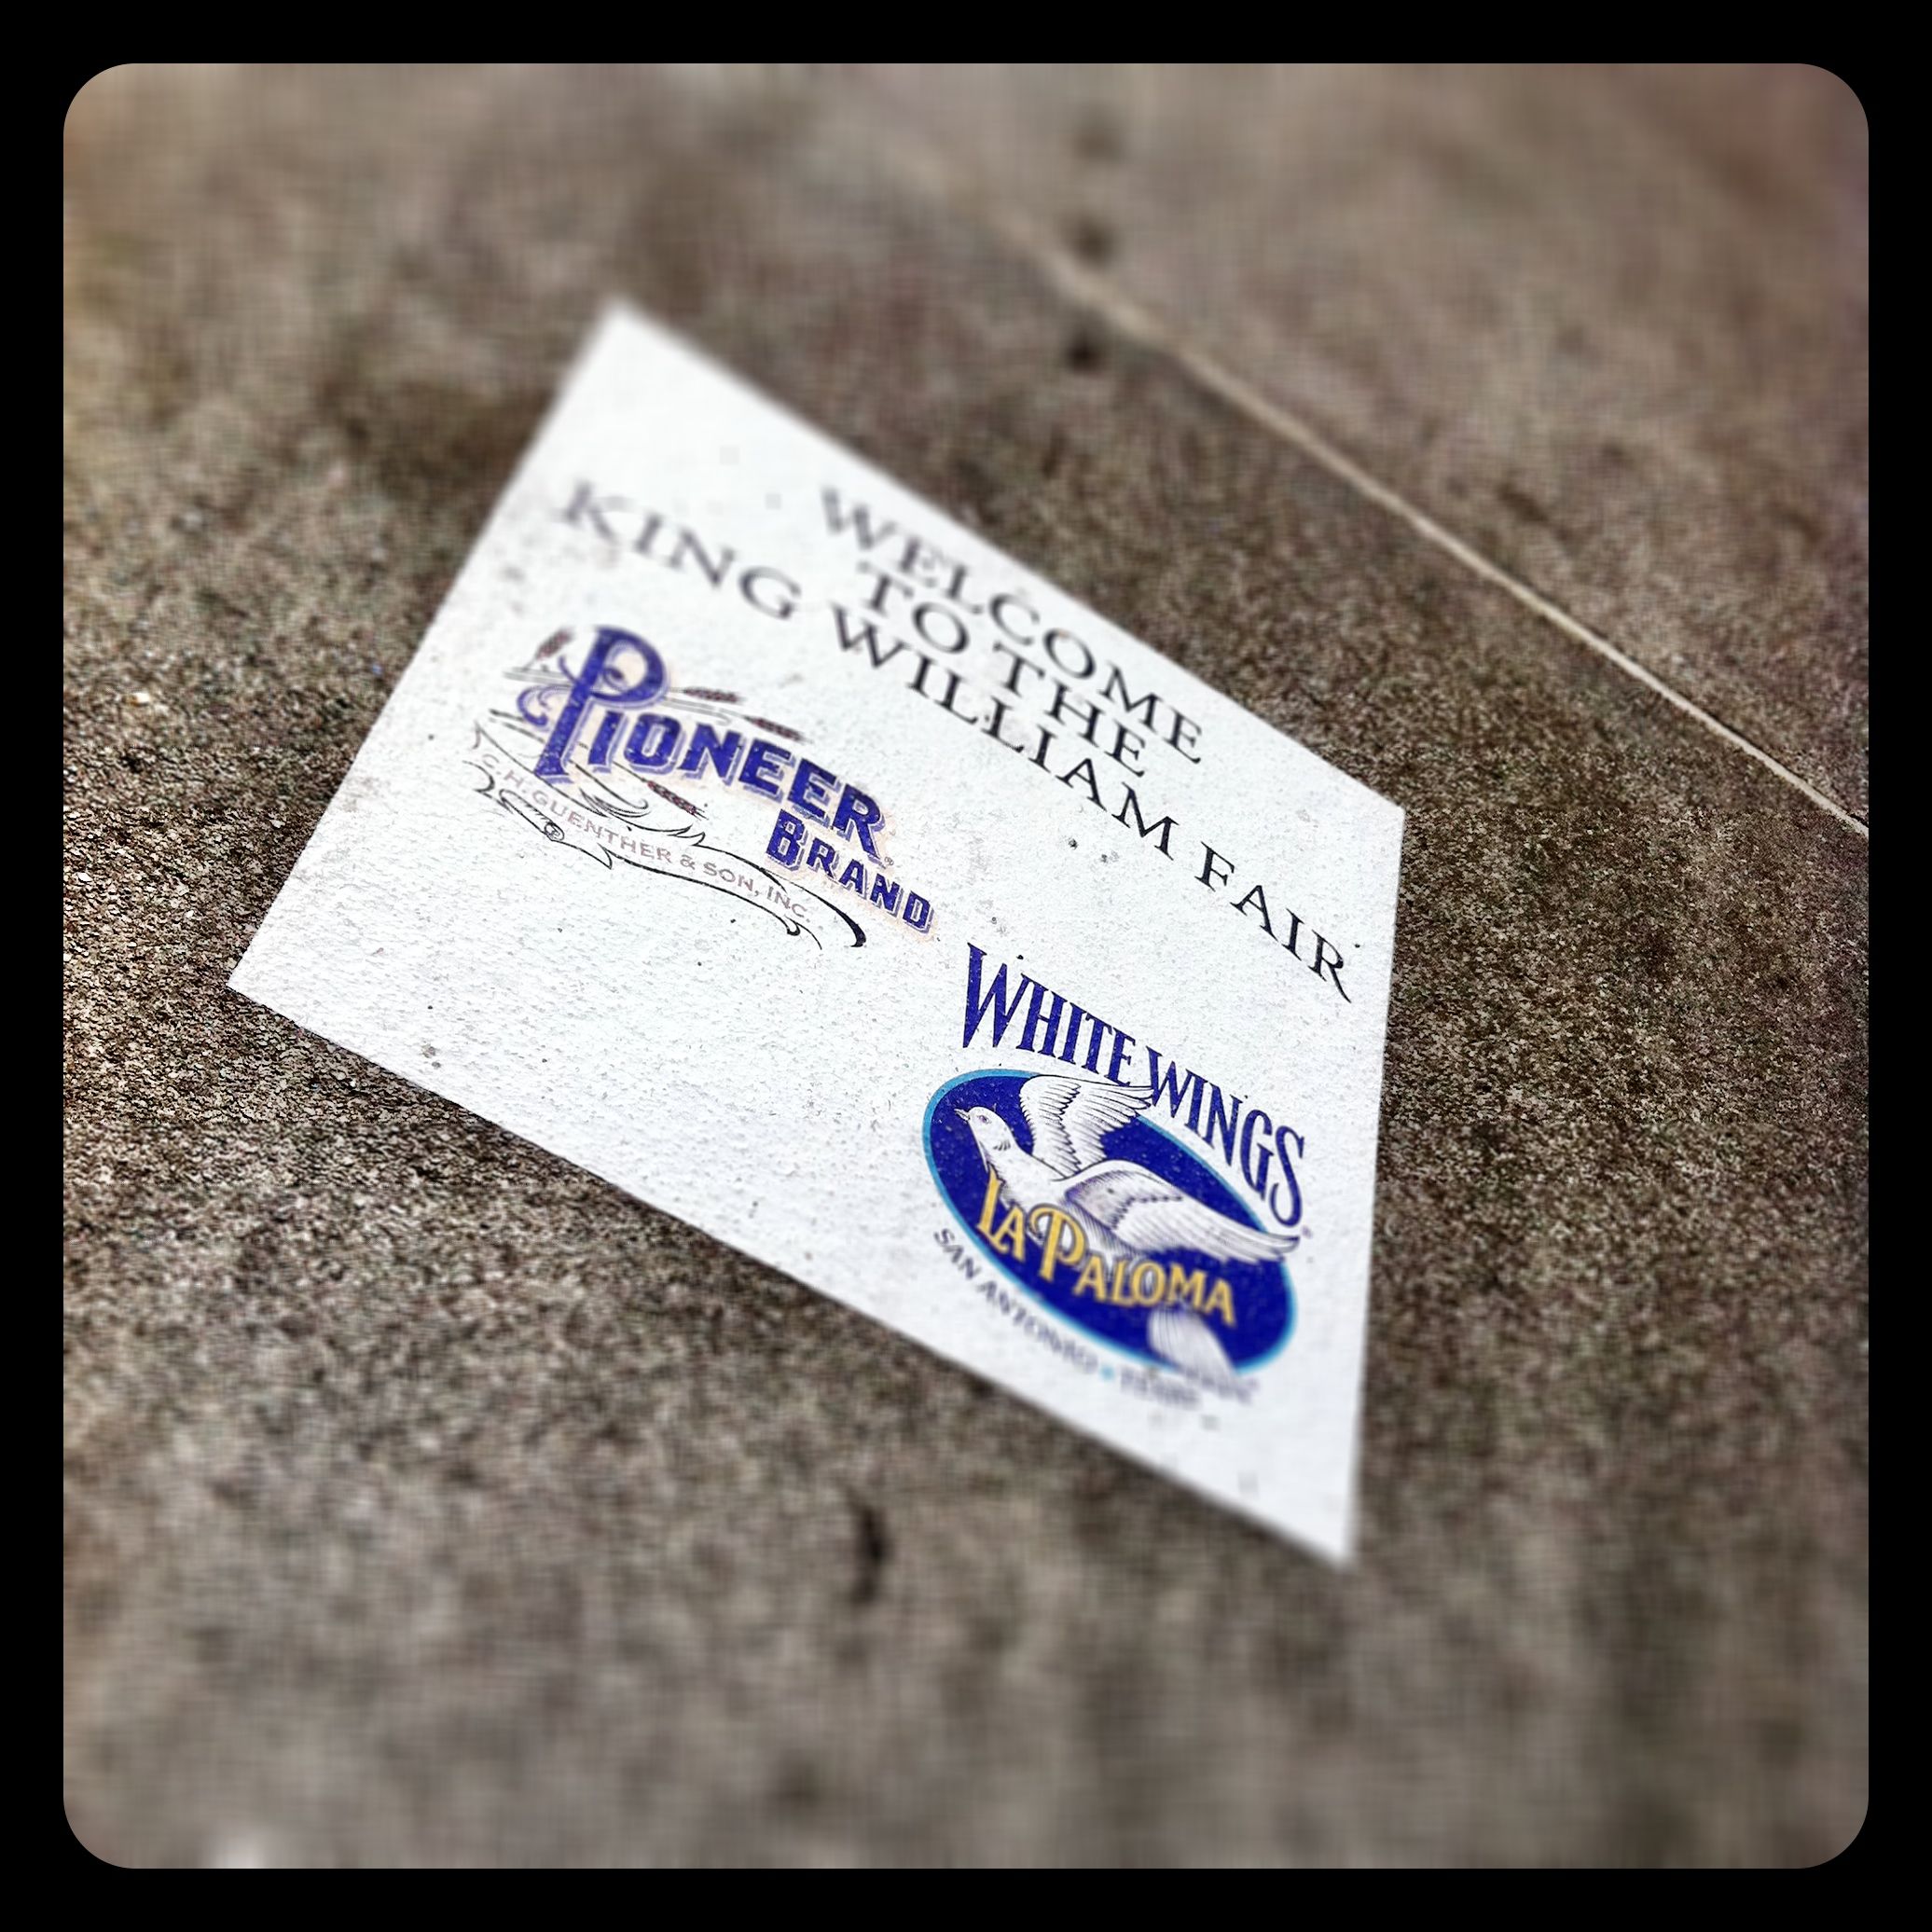 WELCOME
TO THE
KING WILLIAM FAIR
PIONEER
BRAND
C.H. GUENTHER & SON, INC.
WHITE WINGS
LA PALOMA
SAN ANTONIO • TEXAS